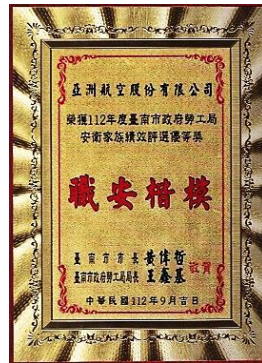 亞洲航空股份有限公司
榮獲112年度臺南市政府勞工局
安衛家族績效評選優等獎
職安楷模
臺南市市長 黃偉哲
臺南市政府勞工局局長 王鑫基 敬賀
中華民國112年9月吉日